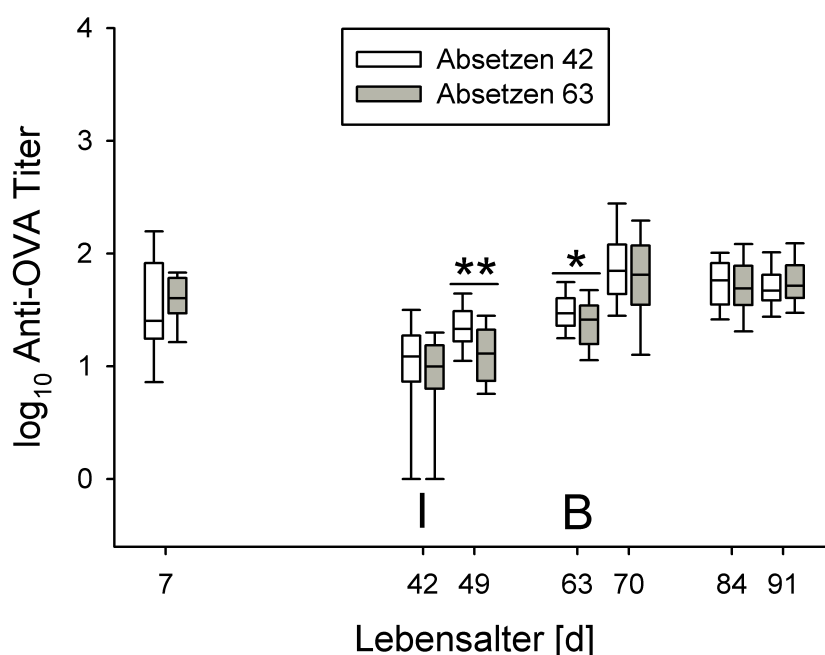 4
3
2
1
0
log10 Anti-OVA Titer
Absetzen 42
Absetzen 63
**
*
I
B
7 42 49 63 70 84 91
Lebensalter [d]